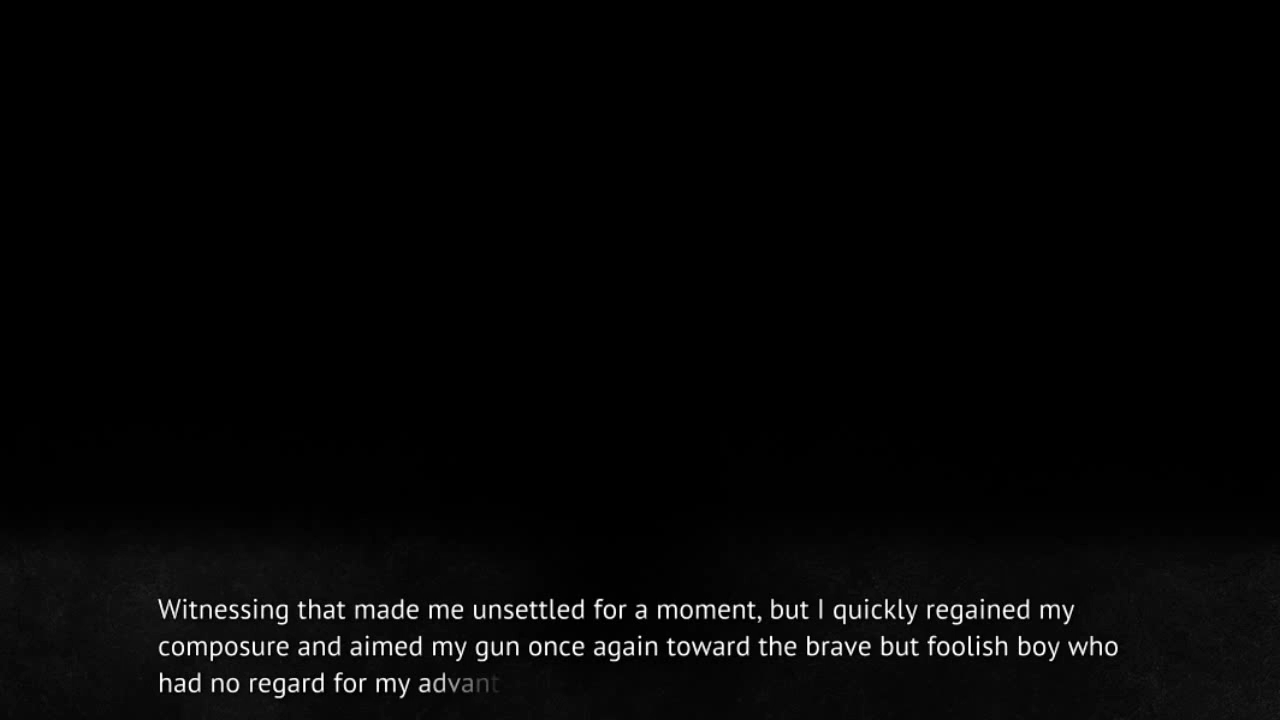 Witnessing that made me unsettled for a moment, but I quickly regained my
composure and aimed my gun once again toward the brave but foolish boy who
had no regard for my advant